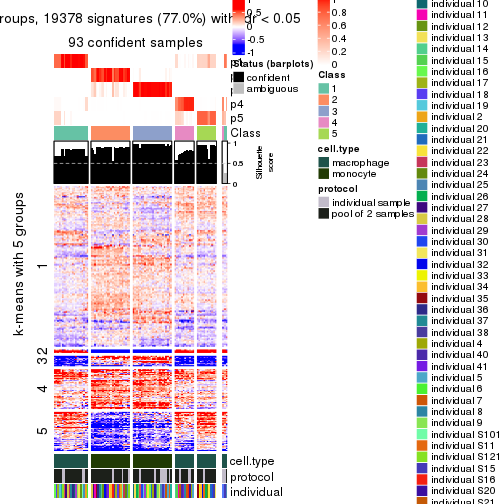 roups, 19378 signatures (77.0%) with fdr < 0.05
93 confident samples
p4
p5
Class
1
0.5
0
Silhouette
score
k-means with 5 groups
1
2
3
4
5
cell.type
protocol
individual
0.5
0
-0.5
-1
Status (barplots)
confident
ambiguous
0.8
0.6
0.4
0.2
0
Class
1
2
3
4
5
cell.type
macrophage
monocyte
protocol
individual sample
pool of 2 samples
individual 10
individual 11
individual 12
individual 13
individual 14
individual 15
individual 16
individual 17
individual 18
individual 19
individual 2
individual 20
individual 21
individual 22
individual 23
individual 24
individual 25
individual 26
individual 27
individual 28
individual 29
individual 30
individual 31
individual 32
individual 33
individual 34
individual 35
individual 36
individual 37
individual 38
individual 4
individual 40
individual 41
individual 5
individual 6
individual 7
individual 8
individual 9
individual S101
individual S11
individual S121
individual S15
individual S16
individual S20
individual S21